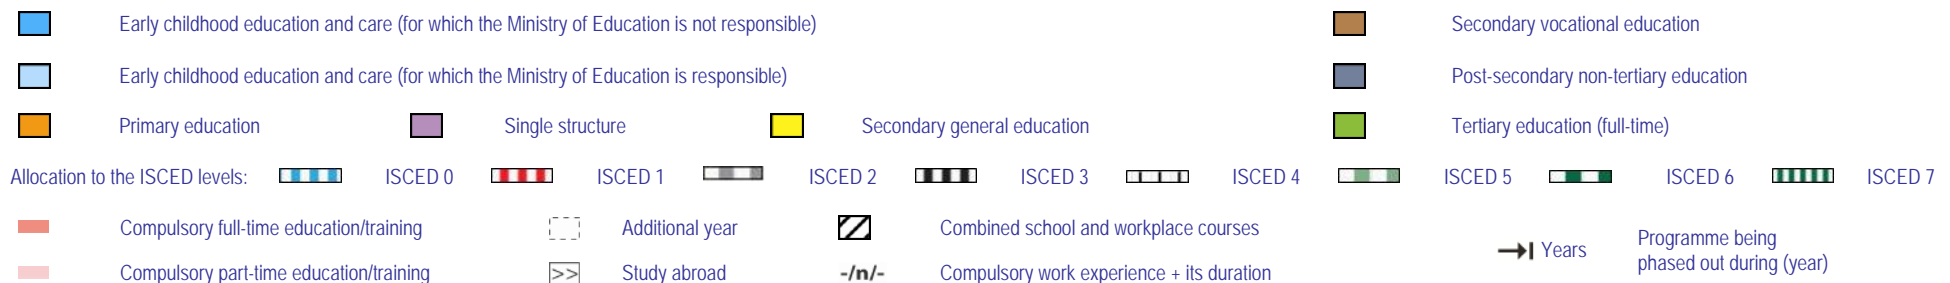 Early childhood education and care (for which the Ministry of Education is not responsible)
Secondary vocational education
Early childhood education and care (for which the Ministry of Education is responsible)
Post-secondary non-tertiary education
Primary education
Single structure
Secondary general education
Tertiary education (full-time)
Allocation to the ISCED levels: ISCED 0 ISCED 1 ISCED 2 ISCED 3 ISCED 4 ISCED 5 ISCED 6 ISCED 7
Compulsory full-time education/training
Additional year
Combined school and workplace courses
Years
Programme being
phased out during (year)
Compulsory part-time education/training
>> Study abroad
-/n/- Compulsory work experience + its duration